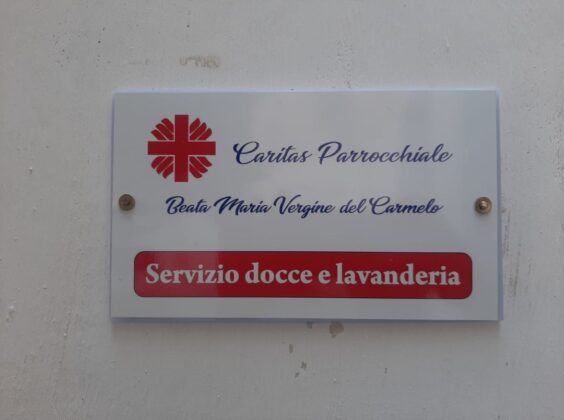 Caritas Parrocchiale
Beata Maria Vergine del Carmelo
Servizio docce e lavanderia